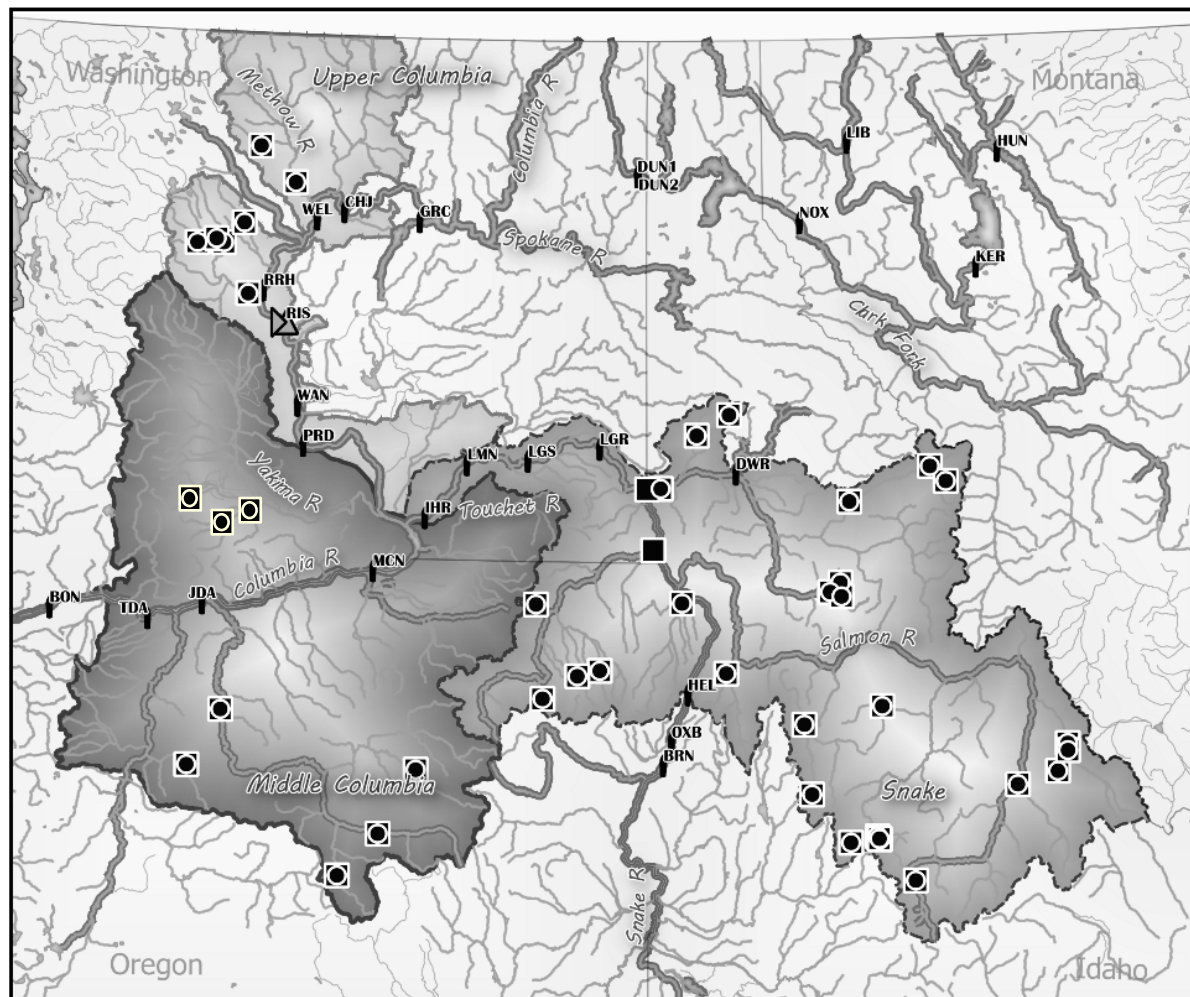 Washington
Upper Columbia
Montana
Methow R
Columbia R
LIB
HUN
DUN1
DUN2
WEL
CHJ
GRC
NOX
Spokane R
KER
RRH
RIS
Clark Fork
WAN
PRD
LMN
LGS
LGR
DWR
Yakima R
IHR
Touchet R
MCN
Columbia R
BON
TDA
JDA
Salmon R
HEL
OXB
BRN
Middle Columbia
Snake
Snake R
Oregon
Idaho